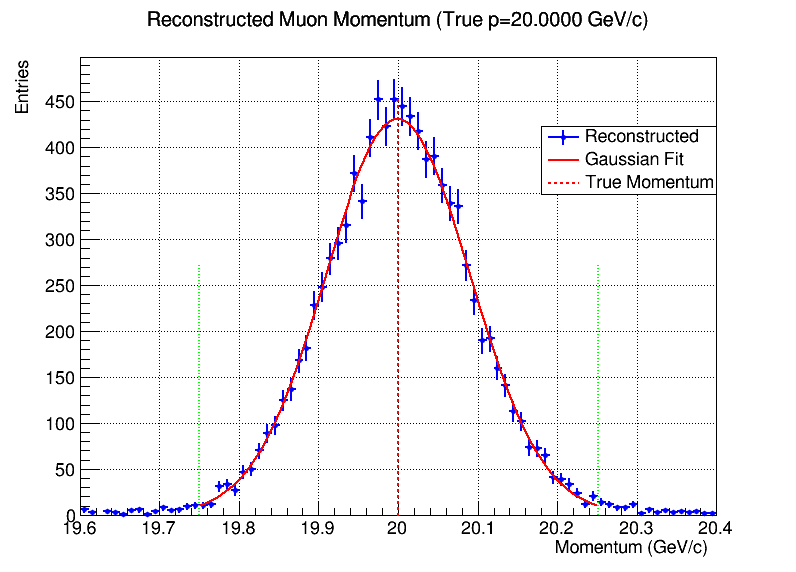 Reconstructed Muon Momentum (True p=20.0000 GeV/c)
Entries
450
400
350
300
250
200
150
100
50
0
Reconstructed
Gaussian Fit
True Momentum
19.6 19.7 19.8 19.9 20 20.1 20.2 20.3 20.4
Momentum (GeV/c)